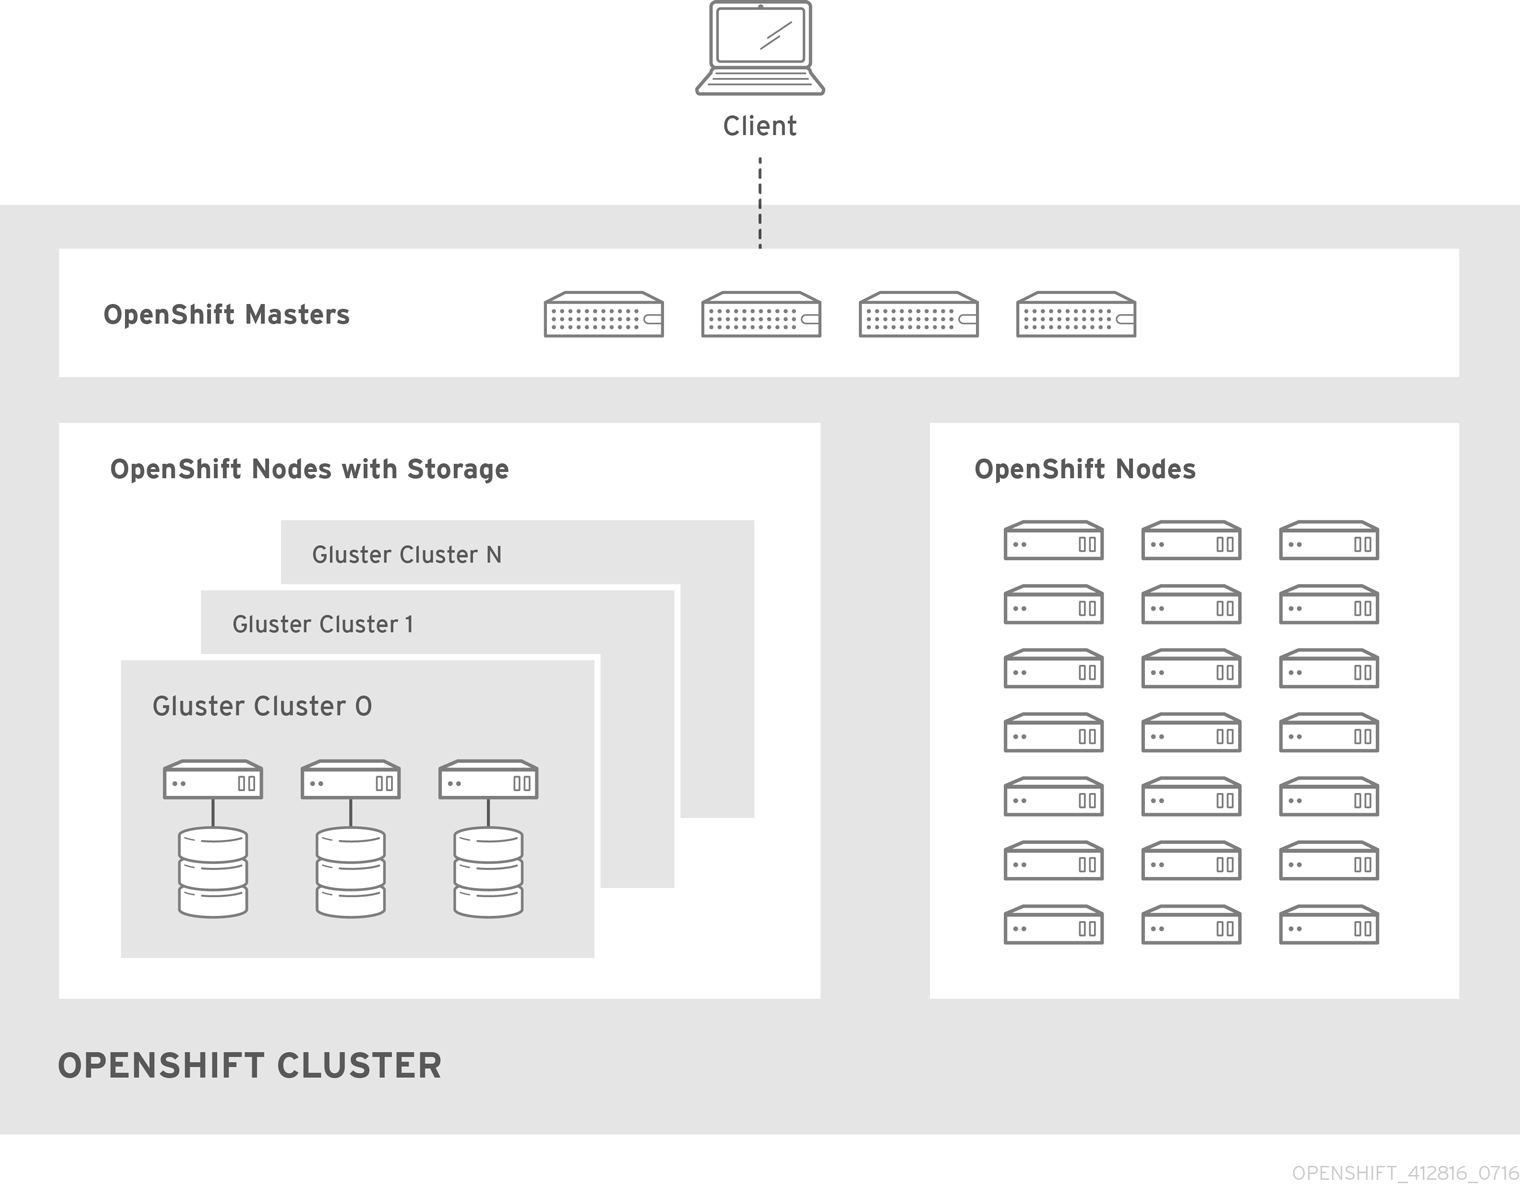 Client
OpenShift Masters
OpenShift Nodes with Storage
Gluster Cluster N
Gluster Cluster 1
Gluster Cluster 0
OpenShift Nodes
OPENSHIFT CLUSTER
OPENSHIFT_412816_0716